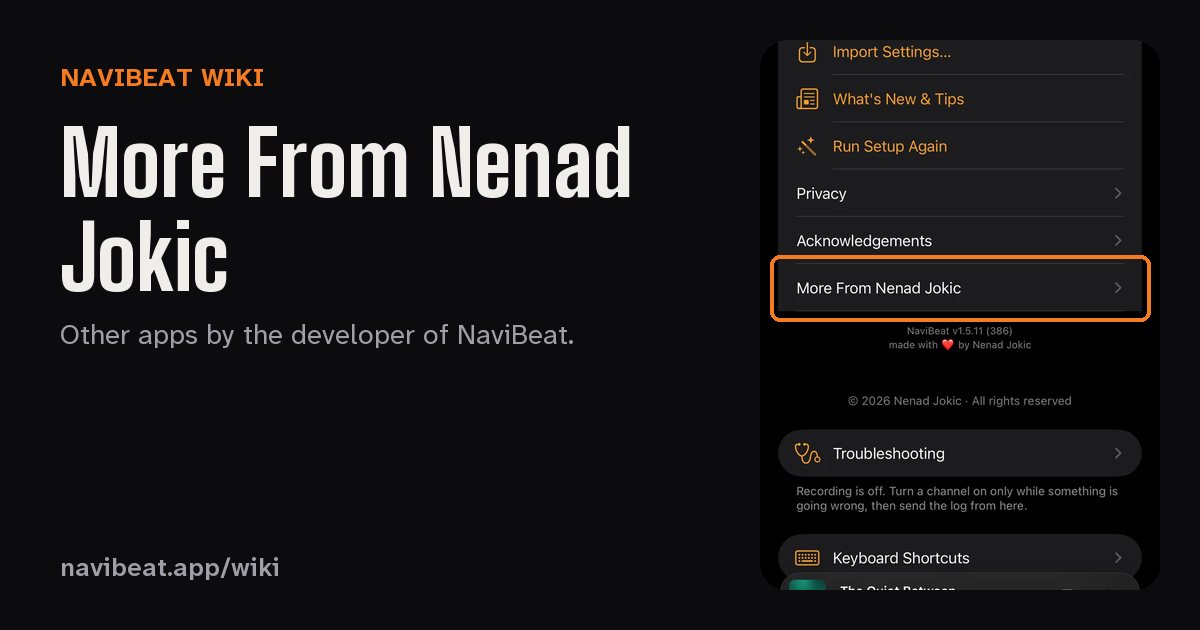 NAVIBEAT WIKI
More From Nenad
Jokic
Other apps by the developer of NaviBeat.
navibeat.app/wiki
Import Settings...
What's New & Tips
Run Setup Again
Privacy
Acknowledgements
More From Nenad Jokic
NaviBeat v1.5.11 (386)
made with ❤️ by Nenad Jokic
© 2026 Nenad Jokic · All rights reserved
Troubleshooting
Recording is off. Turn a channel on only while something is
going wrong, then send the log from here.
Keyboard Shortcuts
The Quiet Between